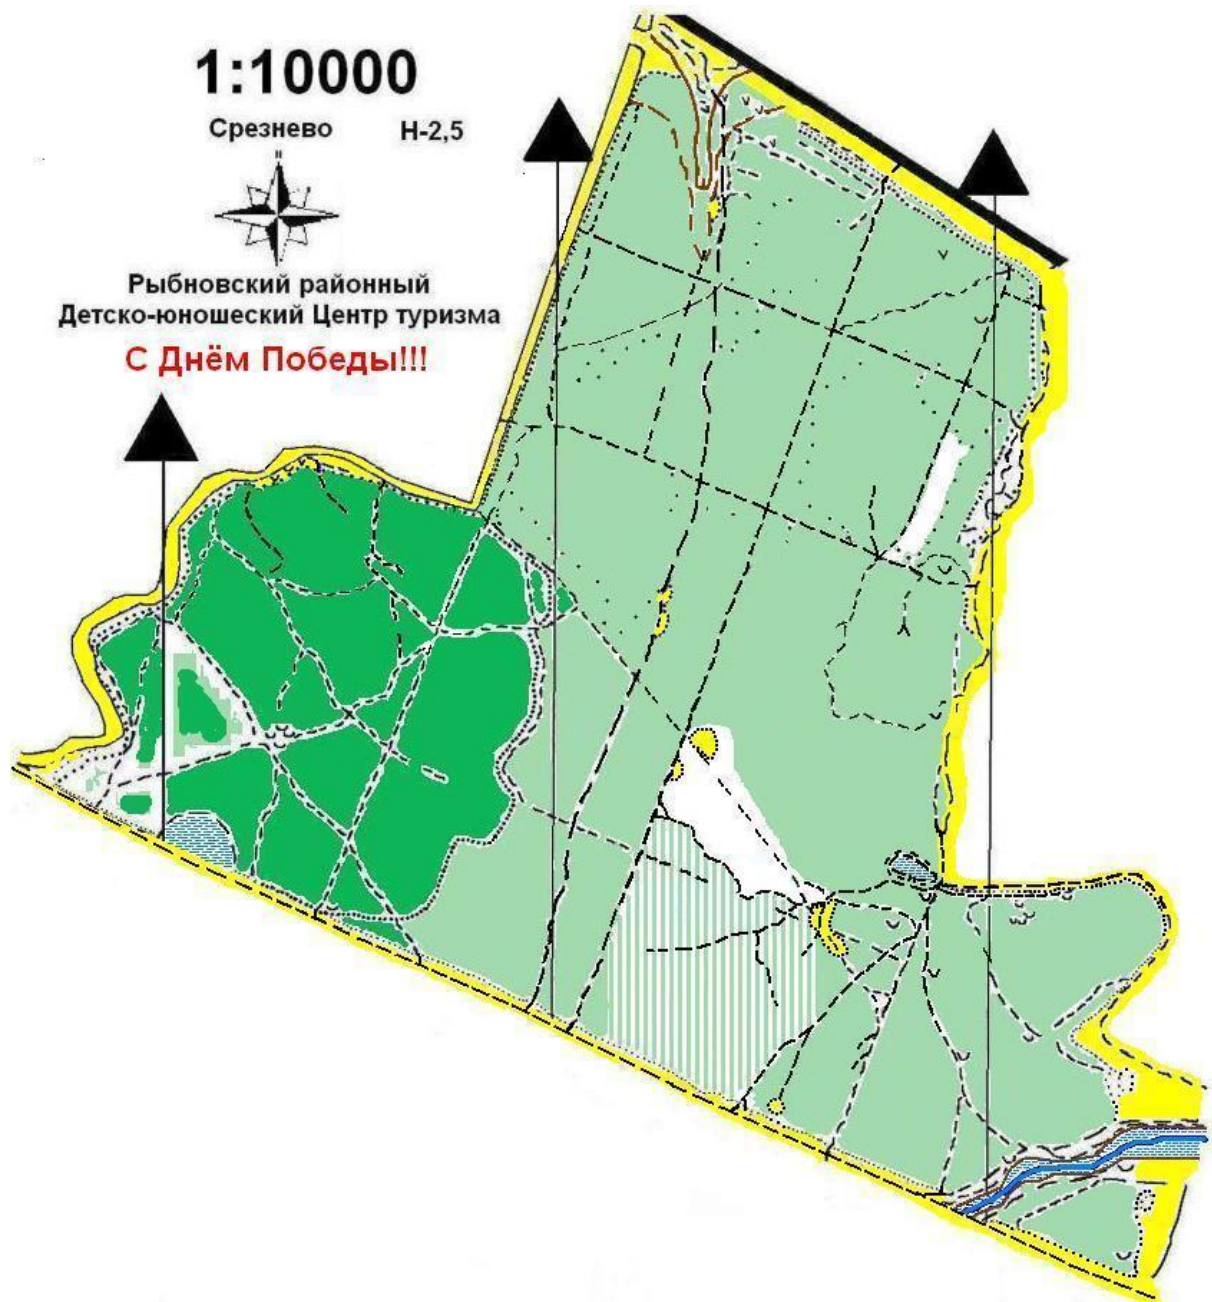 1:10000
Срезнево Н-2,5
N
Рыбновский районный
Детско-юношеский Центр туризма
С Днём Победы!!!